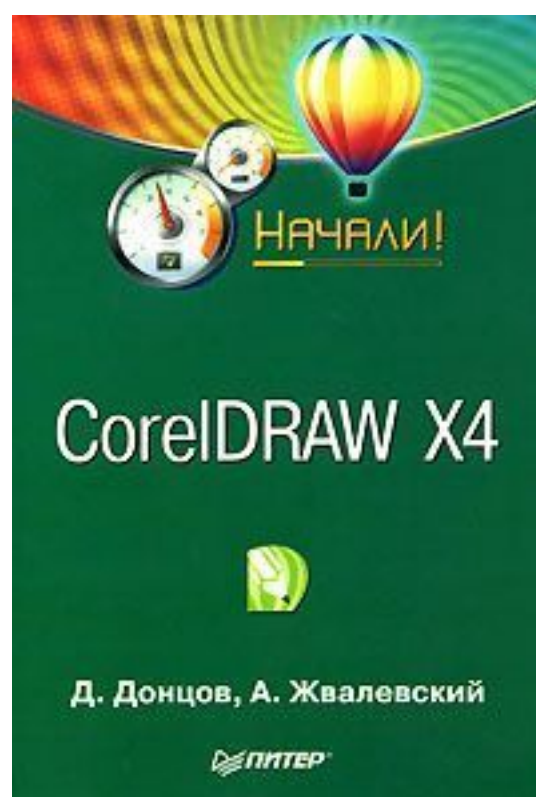 Начали!
CorelDRAW X4
Д. Донцов, А. Жвалевский
ПИТЕР